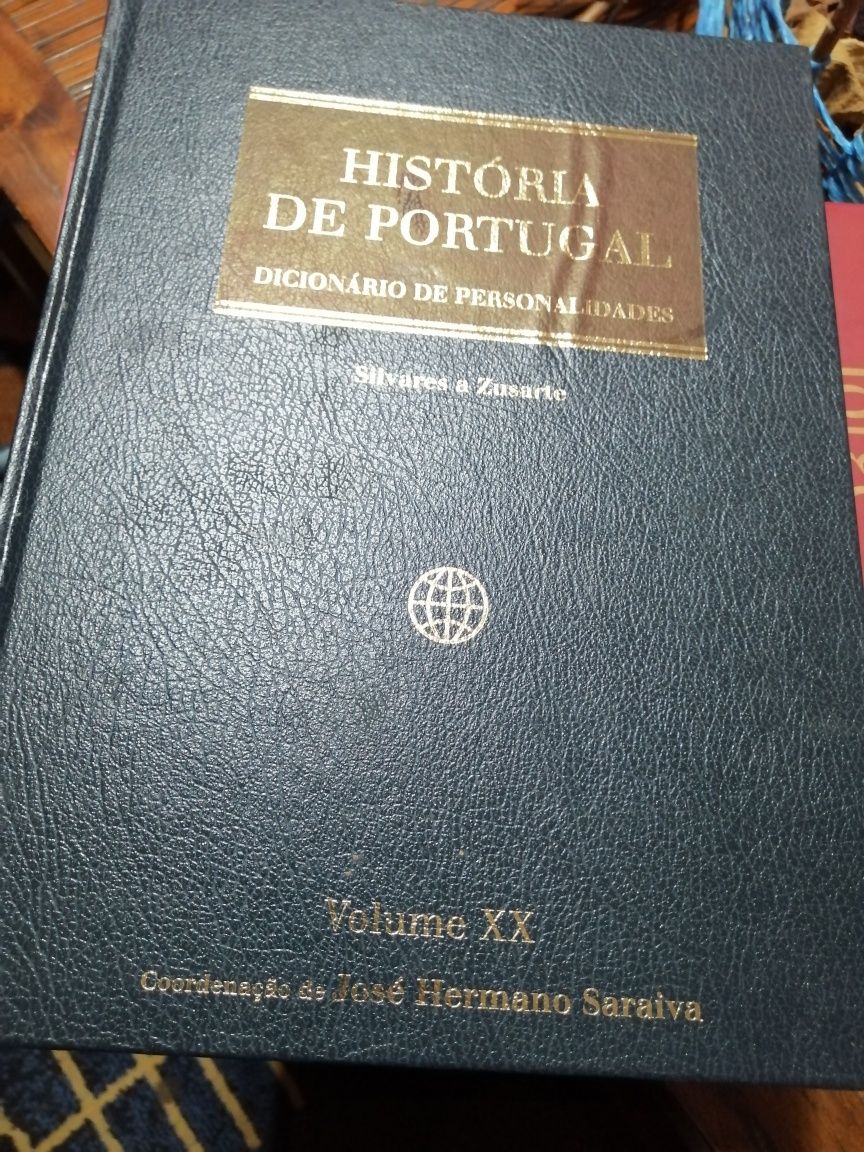 HISTÓRIA
DE PORTUGAL
DICIONÁRIO DE PERSONALIDADES
Silvares a Zusarte
Volume XX
Coordenação de José Hermano Saraiva